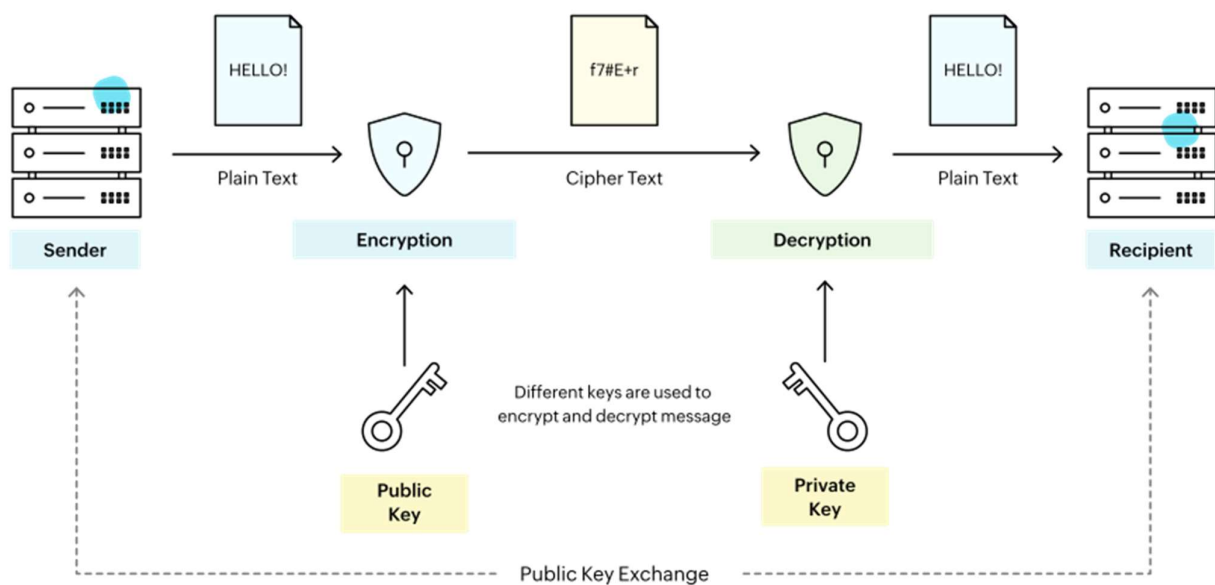 HELLO!
f7#E+r
HELLO!
Plain Text
Cipher Text
Plain Text
Sender
Encryption
Decryption
Recipient
Different keys are used to
encrypt and decrypt message
Public
Key
Private
Key
Public Key Exchange